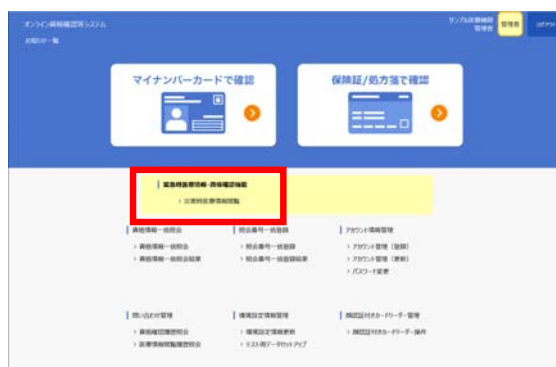 オンライン資格確認等システム
サンプル医療機関
管理者
管理者
ログアウト
お知らせ一覧
マイナンバーカードで確認
保険証/処方箋で確認
緊急時医療情報・資格確認機能
› 災害時医療情報閲覧
資格情報一括照会
照会番号一括登録
アカウント情報管理
› 資格情報一括照会
› 照会番号一括登録
› アカウント管理（登録）
› 資格情報一括照会結果
› 照会番号一括登録結果
› アカウント管理（更新）
› パスワード変更
問い合わせ管理
環境設定情報管理
顔認証付きカードリーダー管理
› 資格確認履歴照会
› 環境設定情報更新
› 顔認証付きカードリーダー操作
› 医療情報閲覧履歴照会
› テスト用データセットアップ